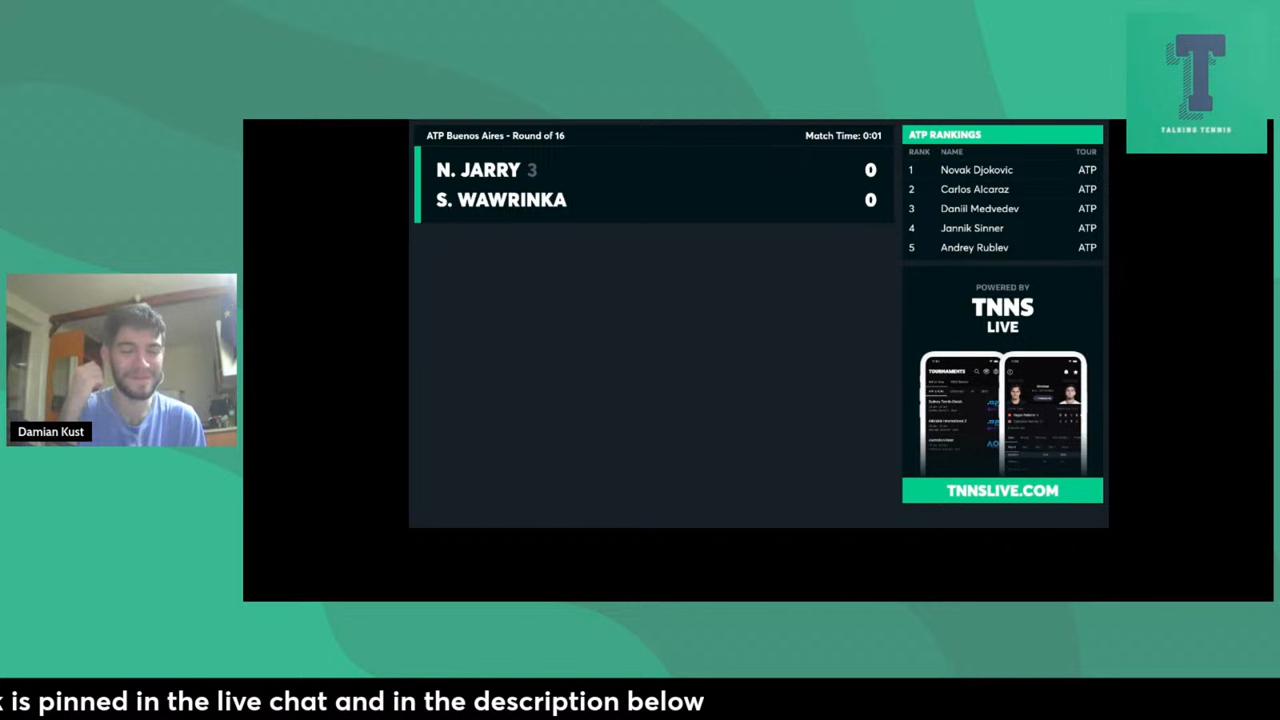 T
TALKING TENNIS
ATP Buenos Aires - Round of 16
Match Time: 0:01
N. JARRY 3
0
S. WAWRINKA
0
ATP RANKINGS
RANK NAME TOUR
1 Novak Djokovic ATP
2 Carlos Alcaraz ATP
3 Daniil Medvedev ATP
4 Jannik Sinner ATP
5 Andrey Rublev ATP
POWERED BY
TNNS
LIVE
TOURNAMENTS
TNNSLIVE.COM
Damian Kust
is pinned in the live chat and in the description below